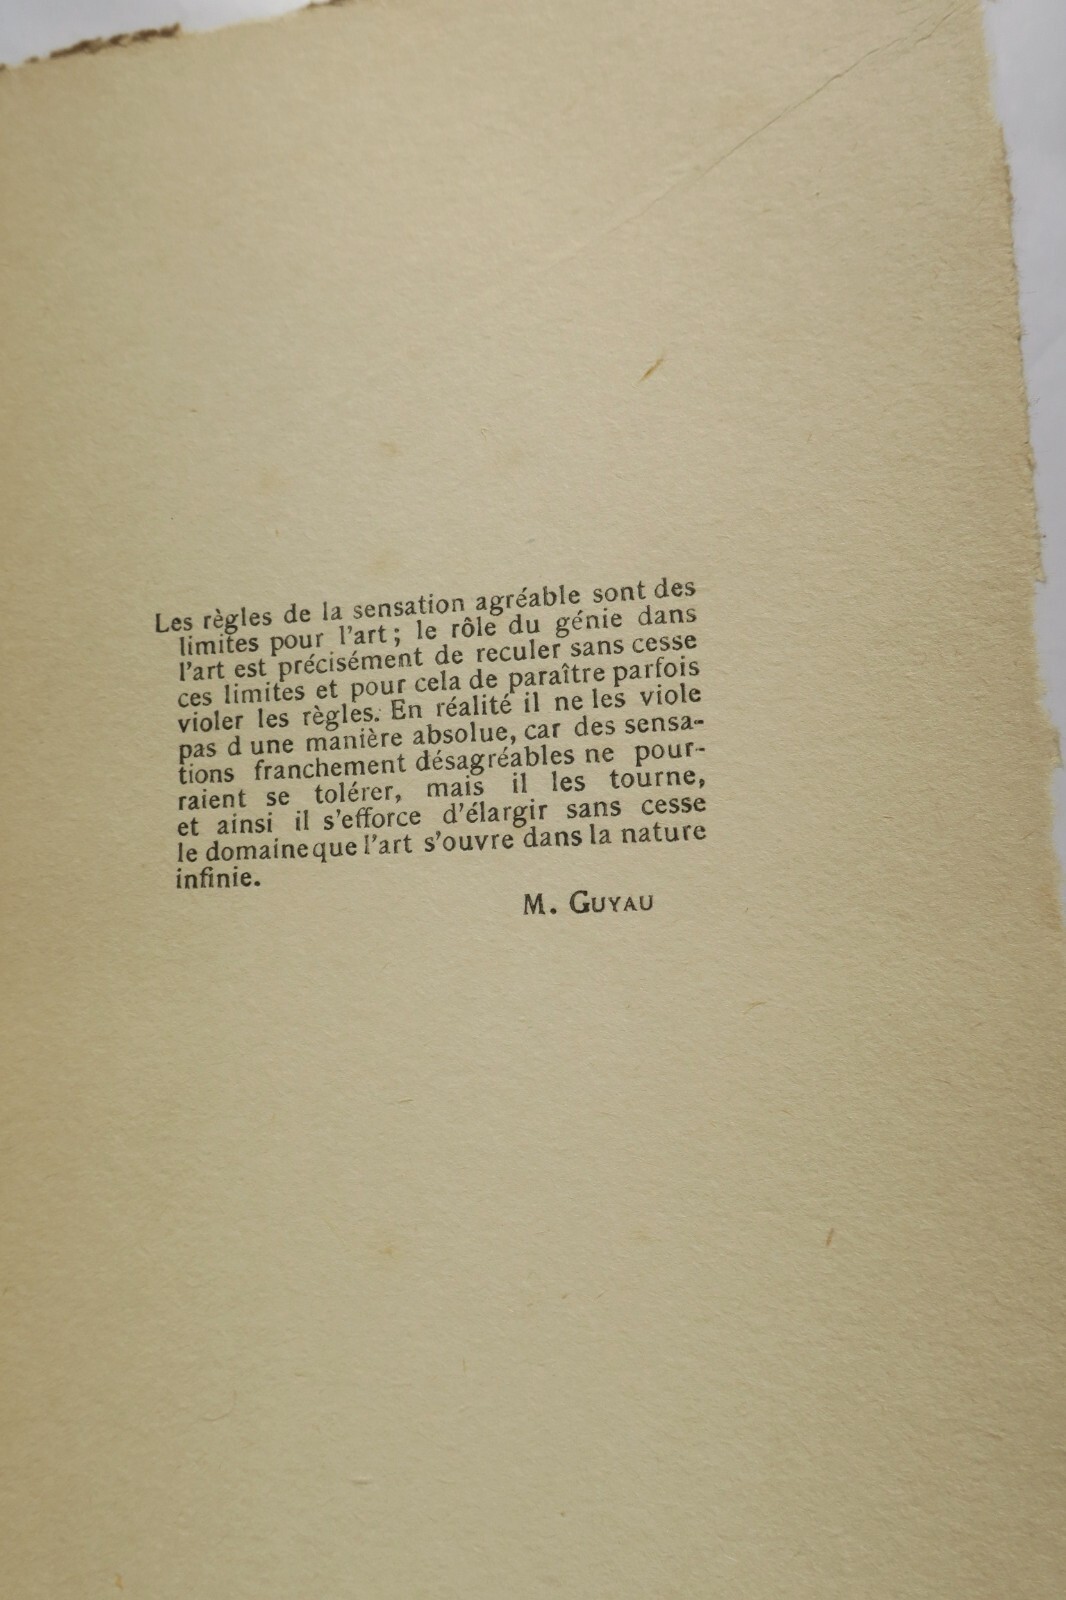 Les règles de la sensation agréable sont des
limites pour l'art ; le rôle du génie dans
l'art est précisément de reculer sans cesse
ces limites et pour cela de paraître parfois
violer les règles. En réalité il ne les viole
pas d une manière absolue, car des sensa-
tions franchement désagréables ne pour-
raient se tolérer, mais il les tourne,
et ainsi il s'efforce d'élargir sans cesse
le domaine que l'art s'ouvre dans la nature
infinie.
M. GUYAU